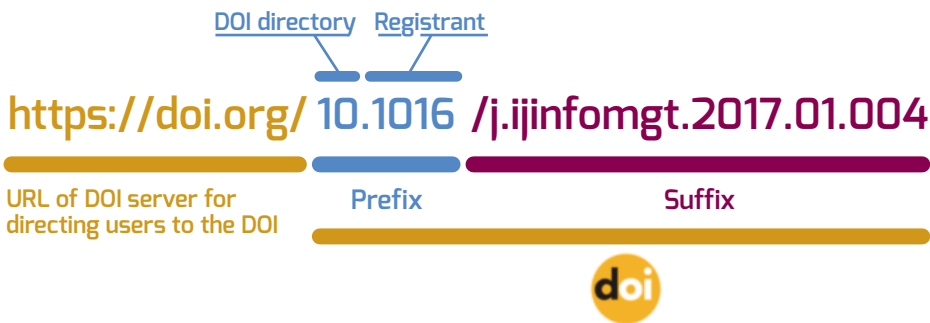 DOI directory Registrant
https://doi.org/ 10.1016 /j.ijinfomgt.2017.01.004
URL of DOI server for
directing users to the DOI
Prefix
Suffix
doi